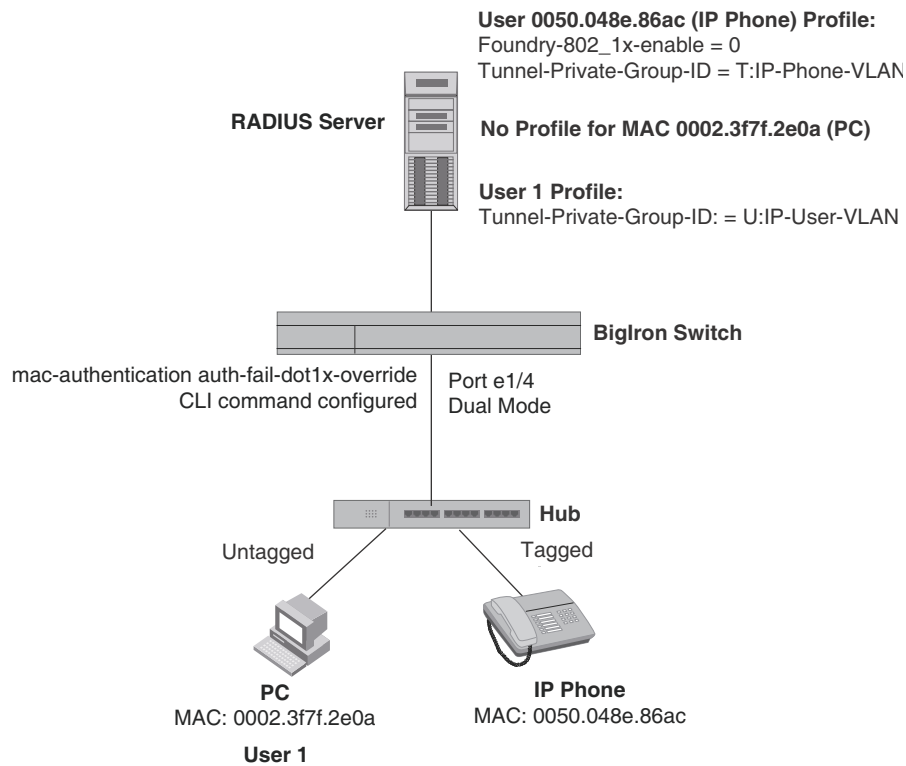 User 0050.048e.86ac (IP Phone) Profile:
Foundry-802_1x-enable = 0
Tunnel-Private-Group-ID = T:IP-Phone-VLAN
RADIUS Server
No Profile for MAC 0002.3f7f.2e0a (PC)
User 1 Profile:
Tunnel-Private-Group-ID: = U:IP-User-VLAN
BigIron Switch
mac-authentication auth-fail-dot1x-override
CLI command configured
Port e1/4
Dual Mode
Hub
Untagged
Tagged
PC
MAC: 0002.3f7f.2e0a
User 1
IP Phone
MAC: 0050.048e.86ac